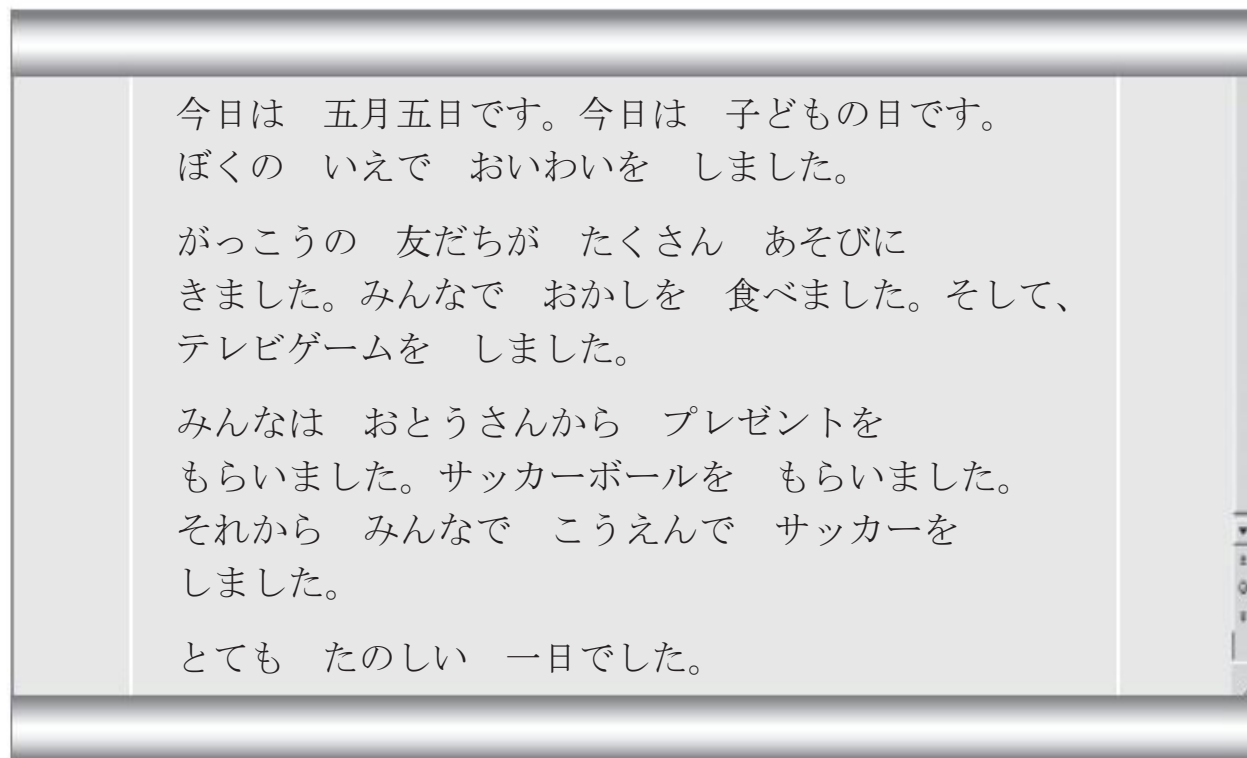 今日は　五月五日です。今日は　子どもの日です。
ぼくの　いえで　おいわいを　しました。
がっこうの　友だちが　たくさん　あそびに
きました。みんなで　おかしを　食べました。そして、
テレビゲームを　しました。
みんなは　おとうさんから　プレゼントを
もらいました。サッカーボールを　もらいました。
それから　みんなで　こうえんで　サッカーを
しました。
とても　たのしい　一日でした。